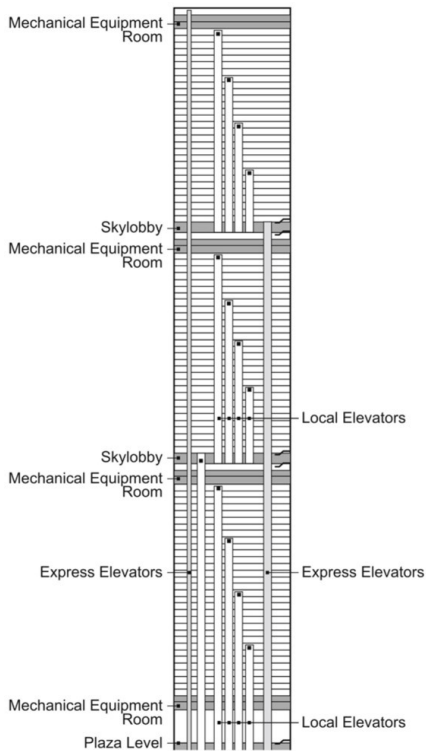 Mechanical Equipment
Room
Skylobby
Mechanical Equipment
Room
Local Elevators
Skylobby
Mechanical Equipment
Room
Express Elevators
Express Elevators
Mechanical Equipment
Room
Local Elevators
Plaza Level